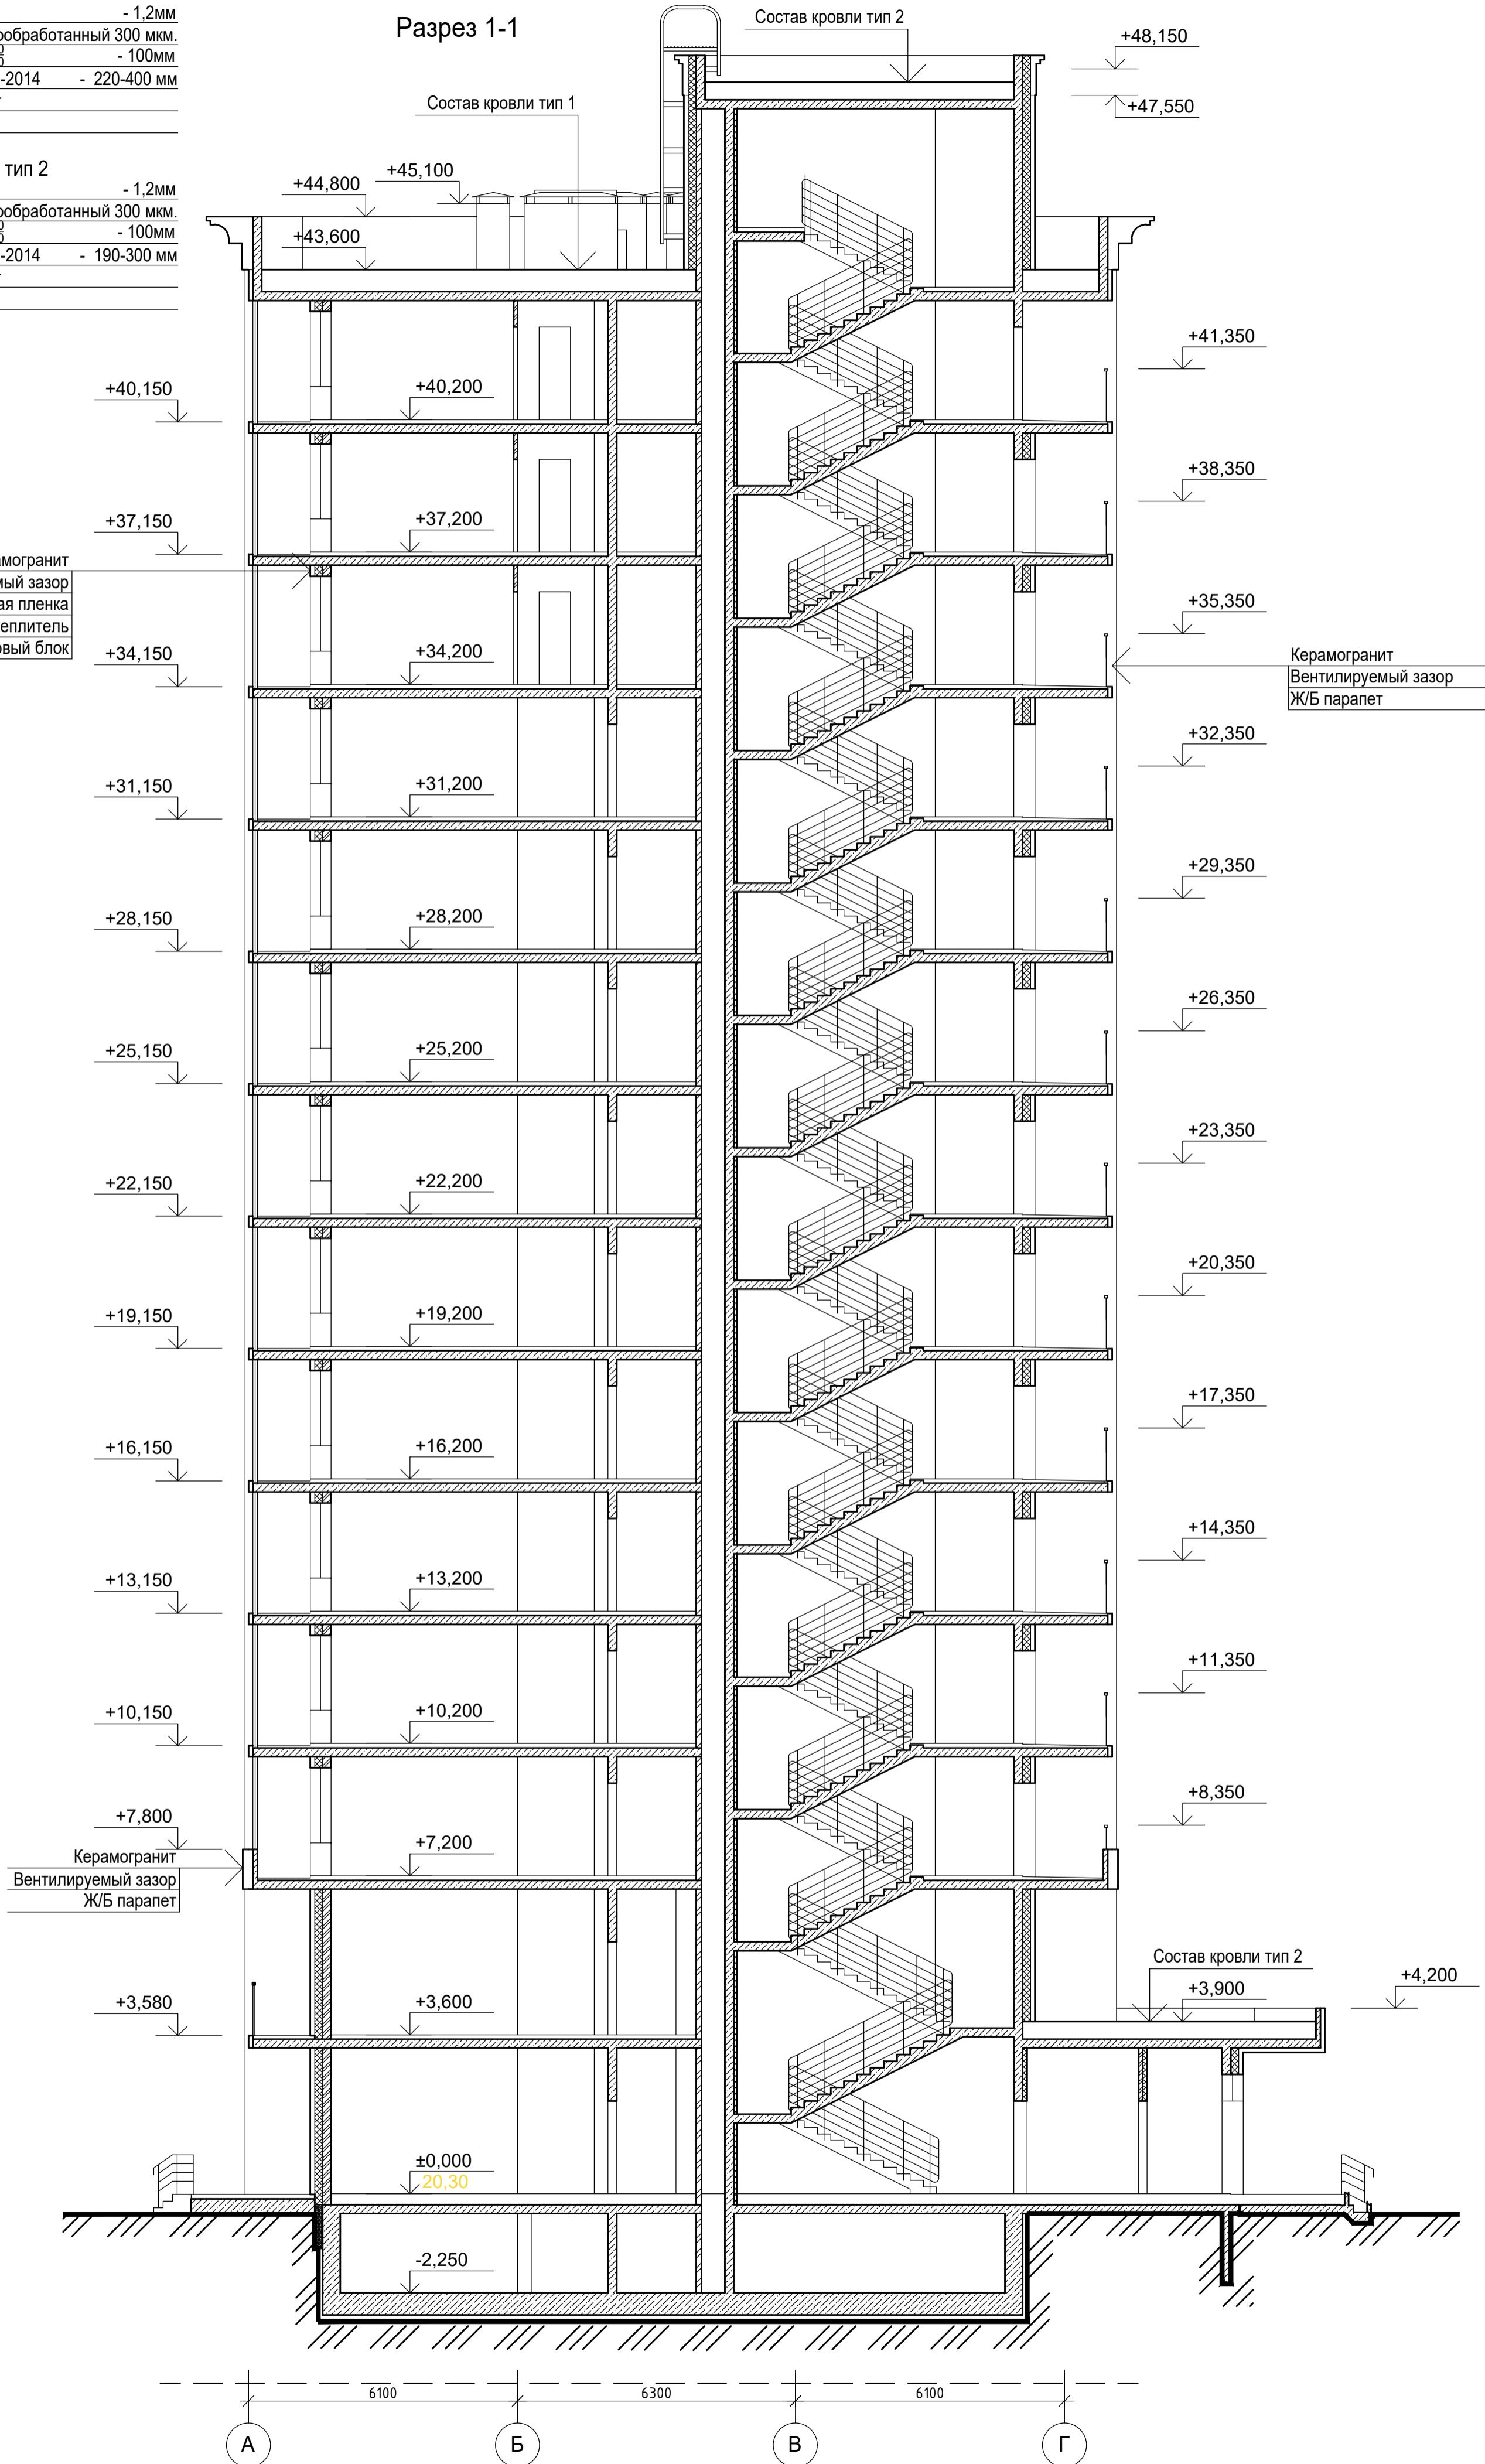 - 1,2мм
ообработанный 300 мкм.
- 100мм
-2014 - 220-400 мм
тип 2
- 1,2мм
ообработанный 300 мкм.
- 100мм
-2014 - 190-300 мм
Разрез 1-1
Состав кровли тип 2
+48,150
+47,550
Состав кровли тип 1
+45,100
+44,800
+43,600
+41,350
+40,150
+40,200
+38,350
+37,150
+37,200
амогранит
мый зазор
ая пленка
еплитель
овый блок
+35,350
+34,150
+34,200
Керамогранит
Вентилируемый зазор
Ж/Б парапет
+32,350
+31,150
+31,200
+29,350
+28,150
+28,200
+26,350
+25,150
+25,200
+23,350
+22,150
+22,200
+20,350
+19,150
+19,200
+17,350
+16,150
+16,200
+14,350
+13,150
+13,200
+11,350
+10,150
+10,200
+8,350
+7,800
+7,200
Керамогранит
Вентилируемый зазор
Ж/Б парапет
Состав кровли тип 2
+3,900
+4,200
+3,580
+3,600
±0,000
20,30
-2,250
6100
6300
6100
А
Б
В
Г